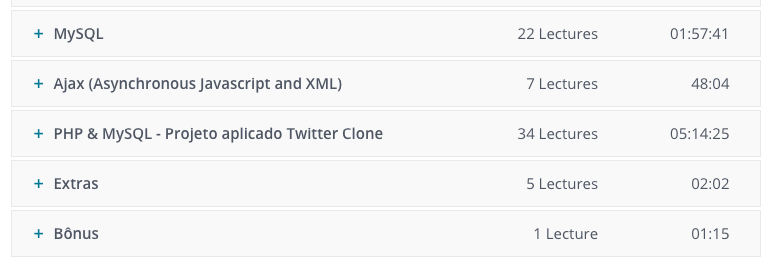 + MySQL 22 Lectures 01:57:41
+ Ajax (Asynchronous Javascript and XML) 7 Lectures 48:04
+ PHP & MySQL - Projeto aplicado Twitter Clone 34 Lectures 05:14:25
+ Extras 5 Lectures 02:02
+ Bônus 1 Lecture 01:15